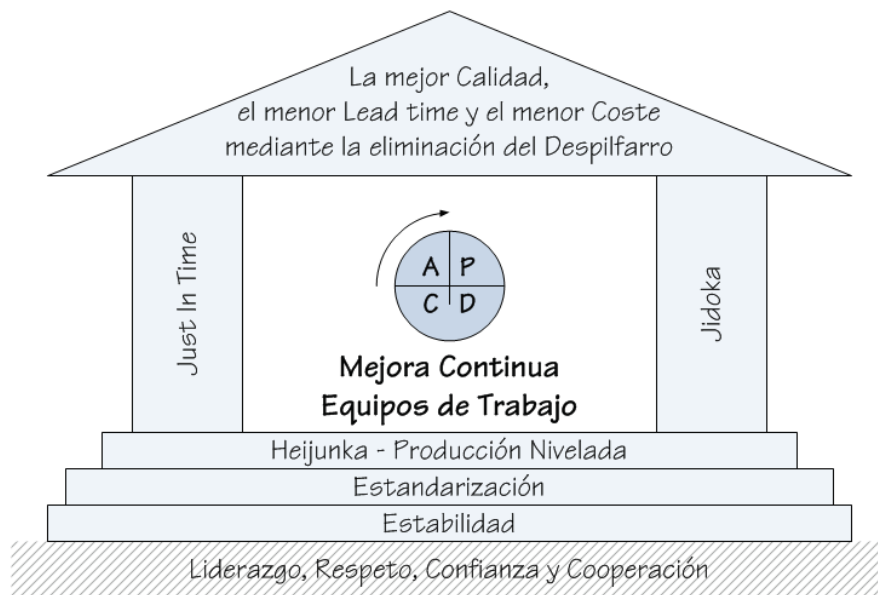 La mejor Calidad,
el menor Lead time y el menor Coste
mediante la eliminación del Despilfarro
Just In Time
A P
C D
Jidoka
Mejora Continua
Equipos de Trabajo
Heijunka - Producción Nivelada
Estandarización
Estabilidad
Liderazgo, Respeto, Confianza y Cooperación